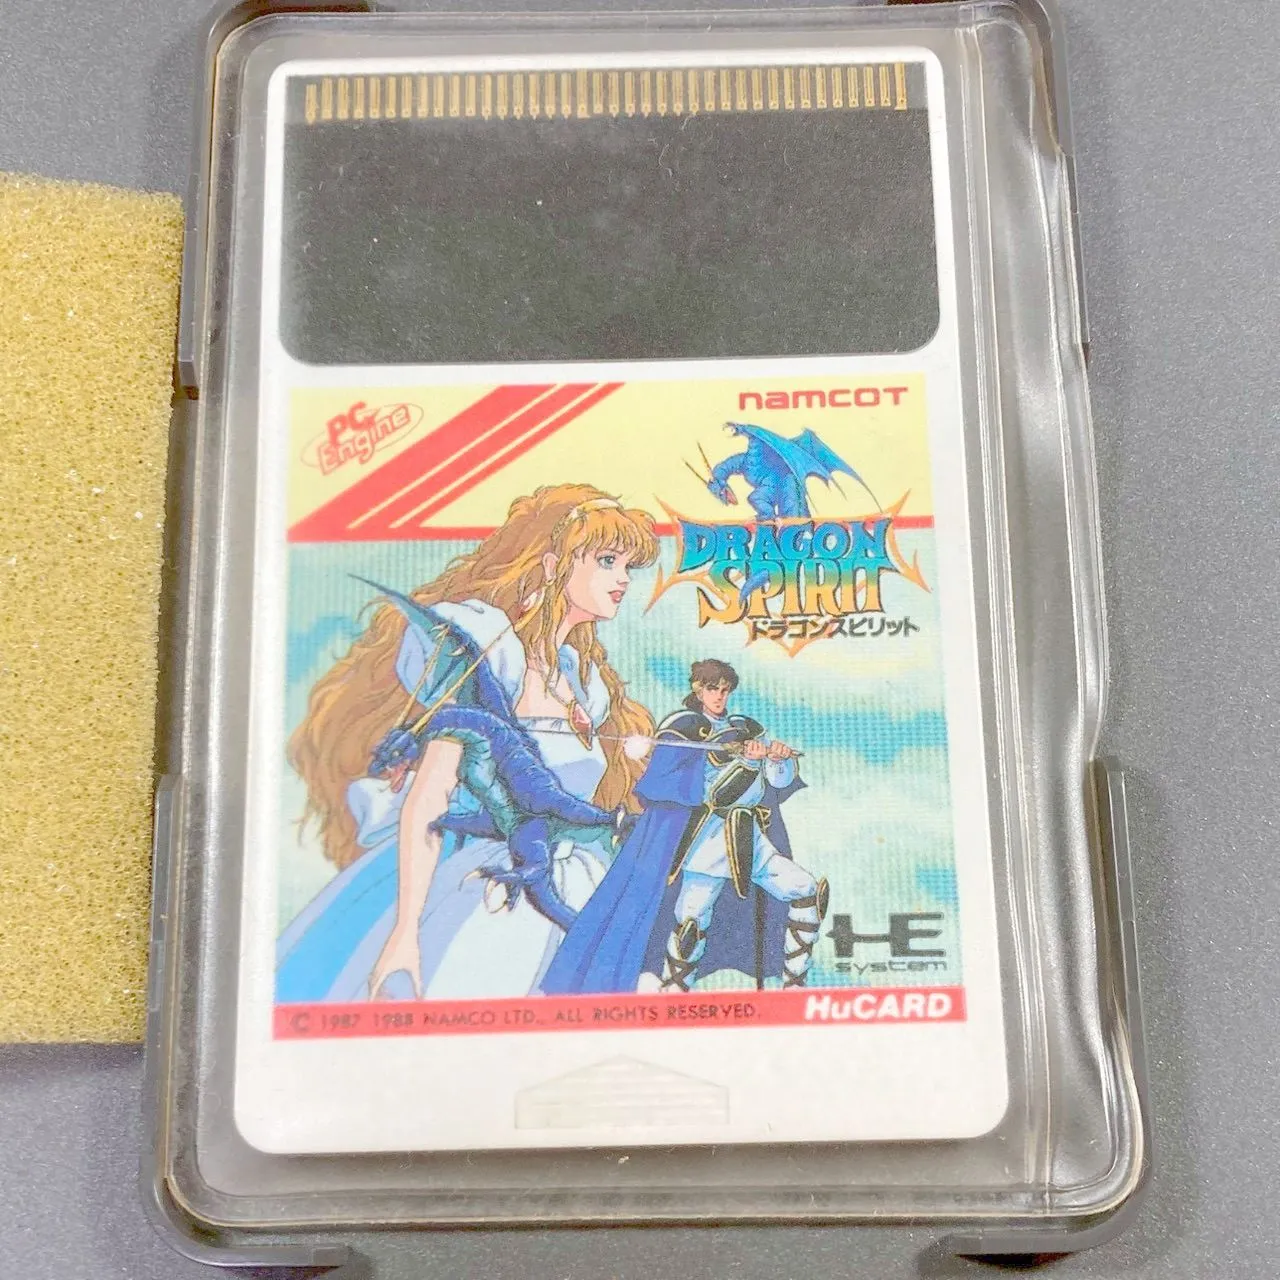 PC Engine
namcoT
DRAGON
SPIRIT
ドラゴンスピリット
HE
system
© 1987 1988 NAMCO LTD., ALL RIGHTS RESERVED.
HuCARD